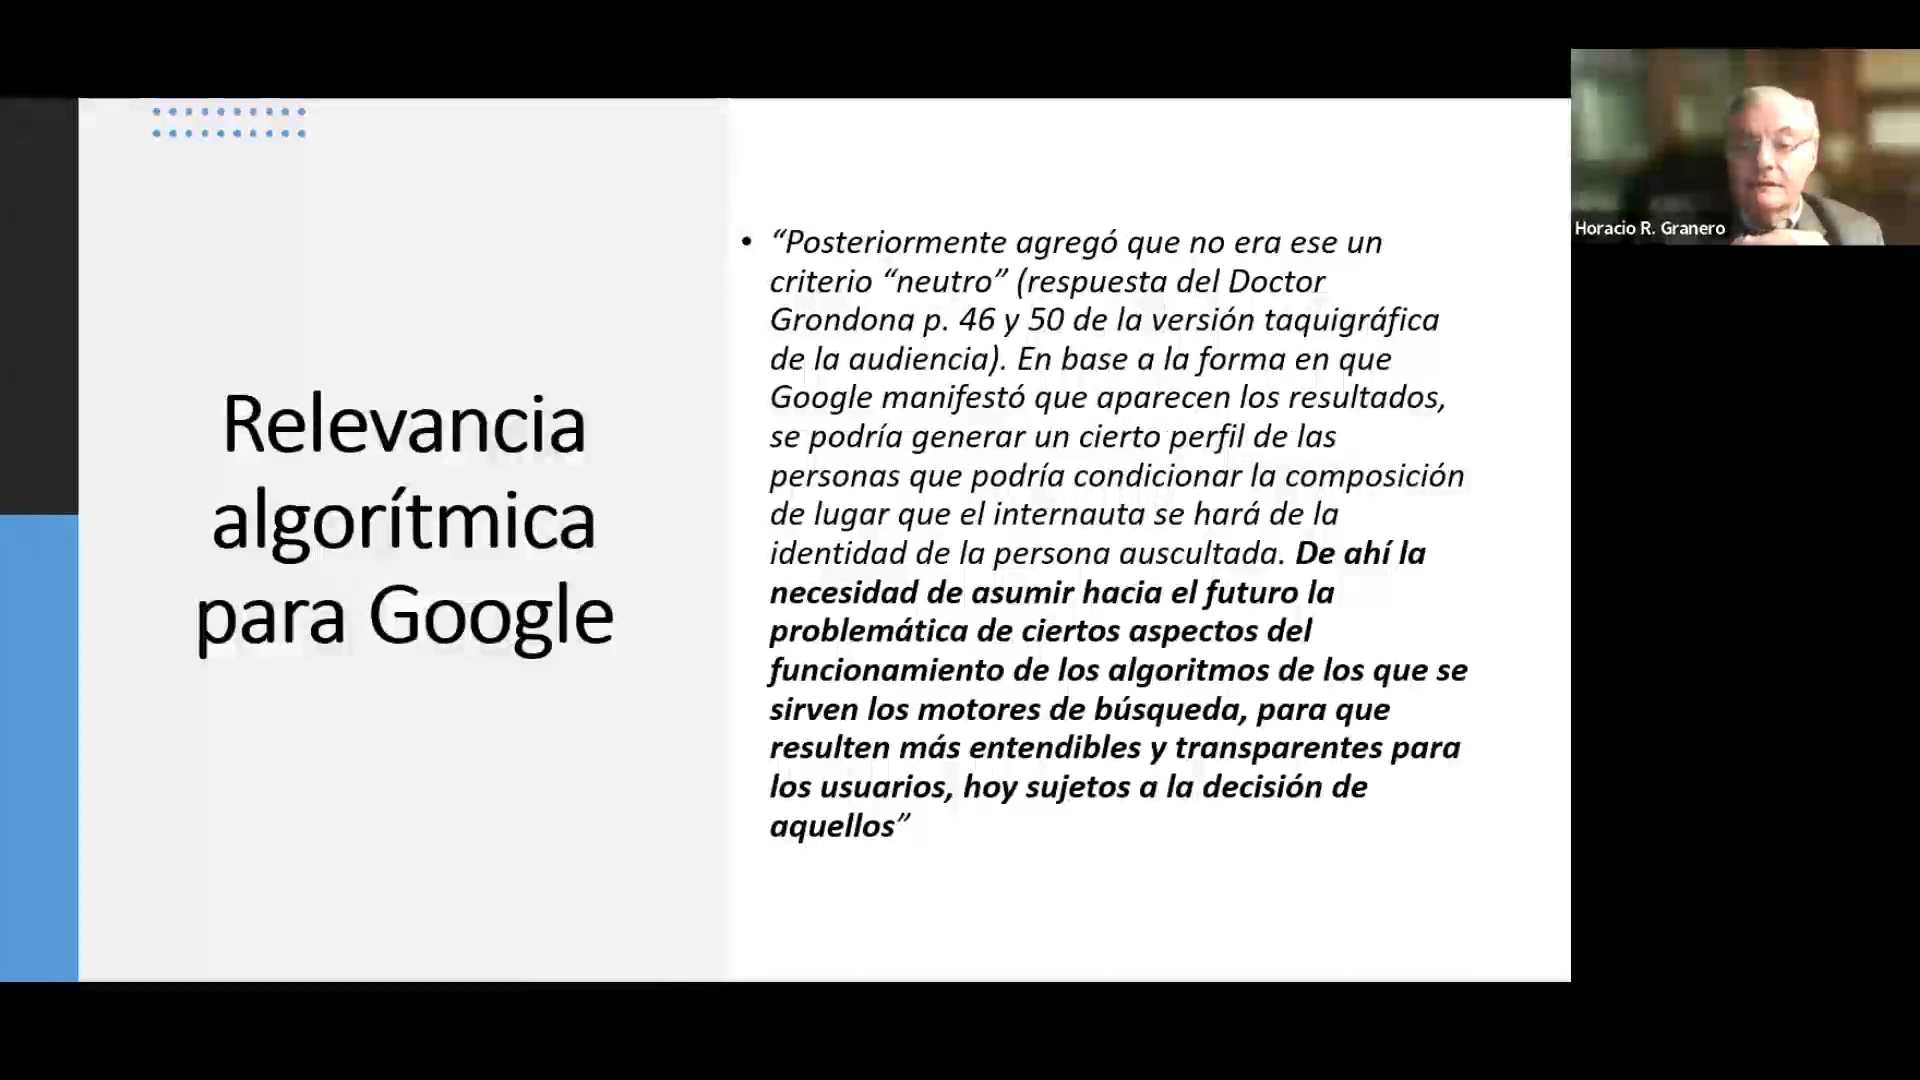 Relevancia
algorítmica
para Google
• “Posteriormente agregó que no era ese un
criterio “neutro” (respuesta del Doctor
Grondona p. 46 y 50 de la versión taquigráfica
de la audiencia). En base a la forma en que
Google manifestó que aparecen los resultados,
se podría generar un cierto perfil de las
personas que podría condicionar la composición
de lugar que el internauta se hará de la
identidad de la persona auscultada. De ahí la
necesidad de asumir hacia el futuro la
problemática de ciertos aspectos del
funcionamiento de los algoritmos de los que se
sirven los motores de búsqueda, para que
resulten más entendibles y transparentes para
los usuarios, hoy sujetos a la decisión de
aquellos”
Horacio R. Granero